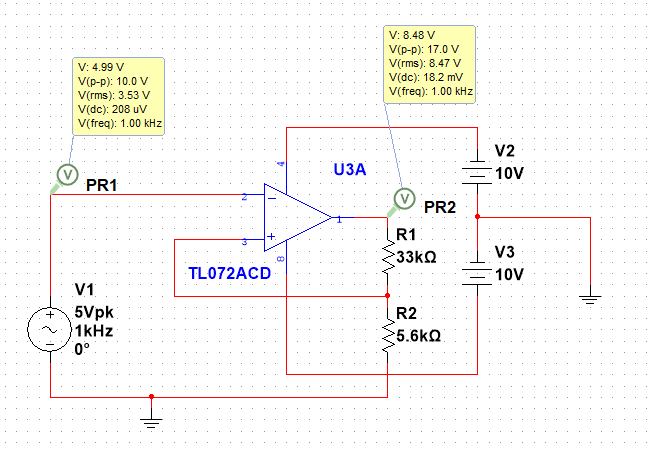 V: 8.48 V
V(p-p): 17.0 V
V(rms): 8.47 V
V(dc): 18.2 mV
V(freq): 1.00 kHz
V: 4.99 V
V(p-p): 10.0 V
V(rms): 3.53 V
V(dc): 208 uV
V(freq): 1.00 kHz
V
PR1
V
PR2
4
U3A
V2
10V
2
1
3
8
TL072ACD
R1
33kΩ
V3
10V
V1
5Vpk
1kHz
0°
R2
5.6kΩ